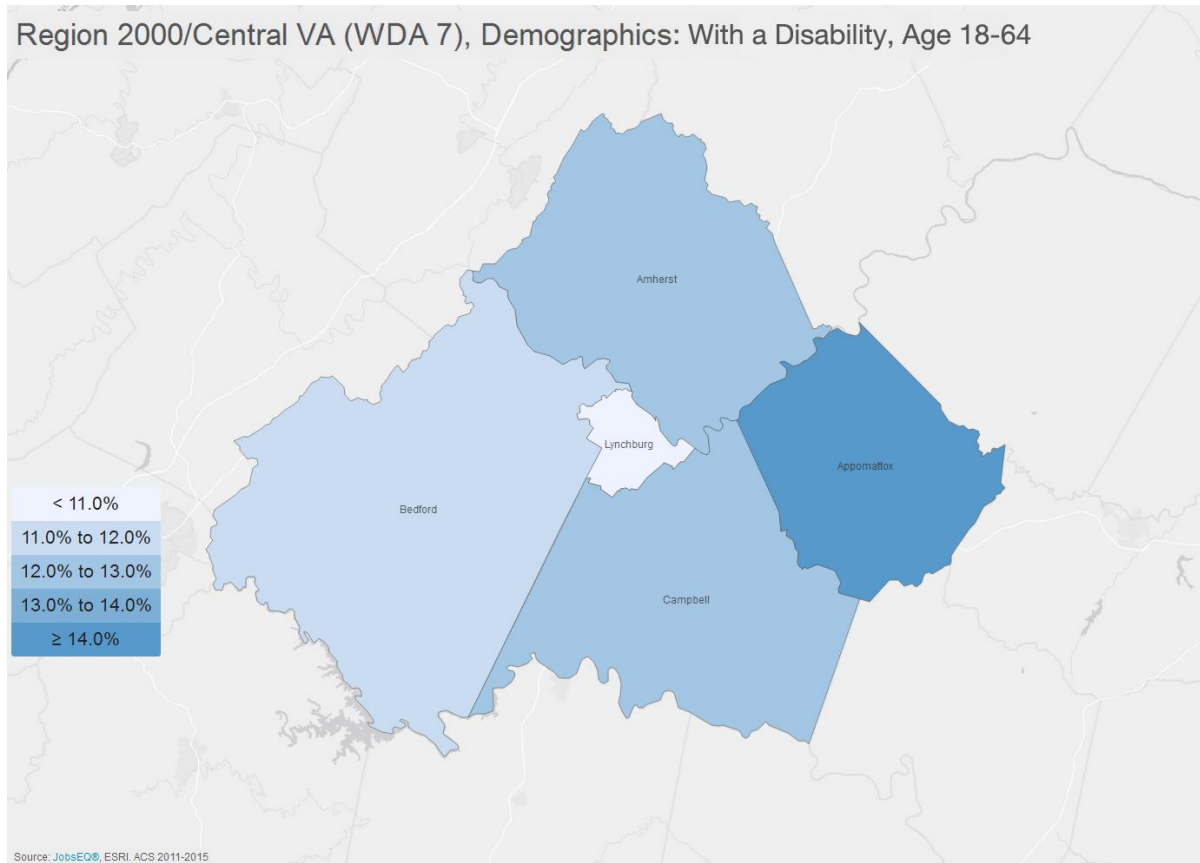 Region 2000/Central VA (WDA 7), Demographics: With a Disability, Age 18-64
Amherst
Lynchburg
Appomattox
Bedford
Campbell
< 11.0%
11.0% to 12.0%
12.0% to 13.0%
13.0% to 14.0%
≥ 14.0%
Source: JobsEQ®, ESRI. ACS 2011-2015